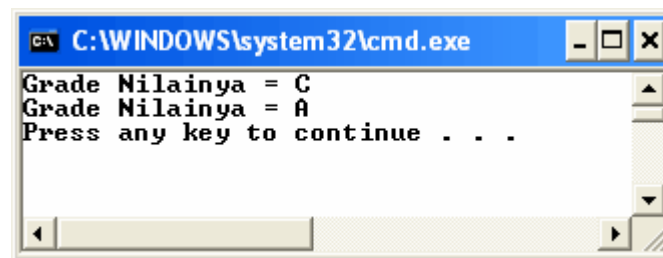 C:\WINDOWS\system32\cmd.exe
Grade Nilainya = C
Grade Nilainya = A
Press any key to continue . . .